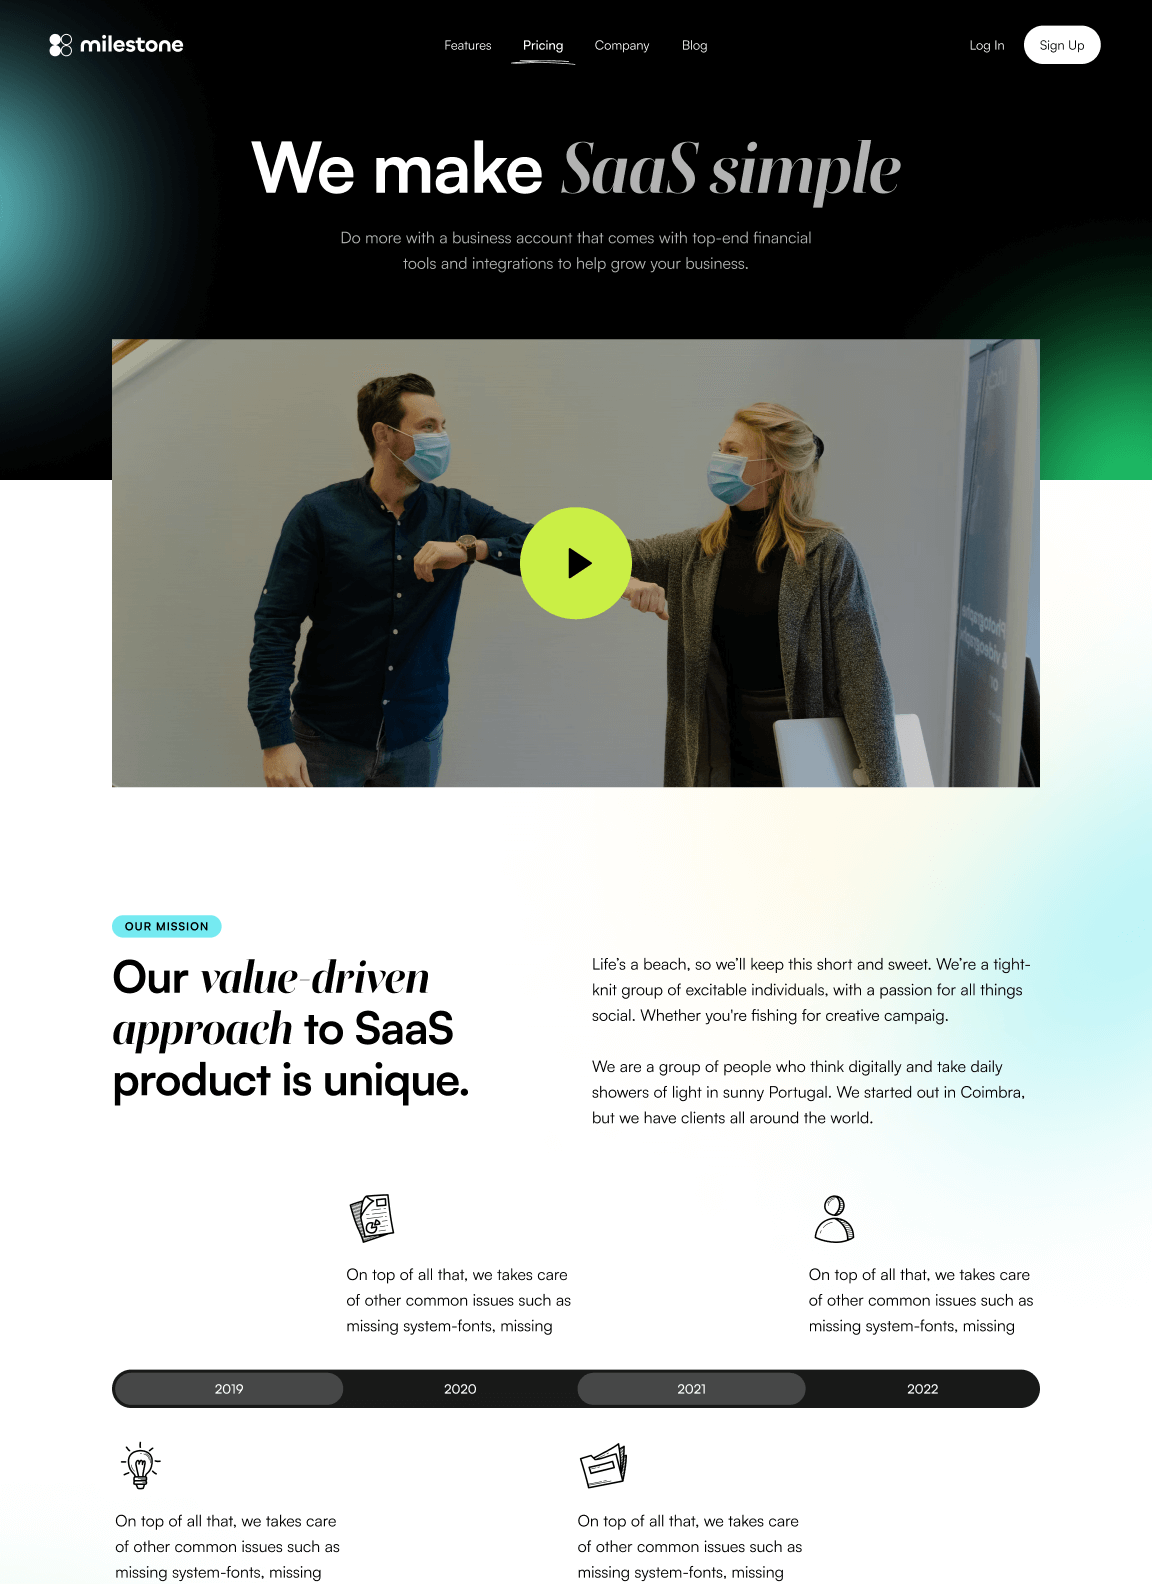 milestone
Features Pricing Company Blog
Log In Sign Up
We make SaaS simple
Do more with a business account that comes with top-end financial
tools and integrations to help grow your business.
OUR MISSION
Our value-driven
approach to SaaS
product is unique.
Life’s a beach, so we’ll keep this short and sweet. We’re a tight-
knit group of excitable individuals, with a passion for all things
social. Whether you're fishing for creative campaig.
We are a group of people who think digitally and take daily
showers of light in sunny Portugal. We started out in Coimbra,
but we have clients all around the world.
On top of all that, we takes care
of other common issues such as
missing system-fonts, missing
On top of all that, we takes care
of other common issues such as
missing system-fonts, missing
2019 2020 2021 2022
On top of all that, we takes care
of other common issues such as
missing system-fonts, missing
On top of all that, we takes care
of other common issues such as
missing system-fonts, missing